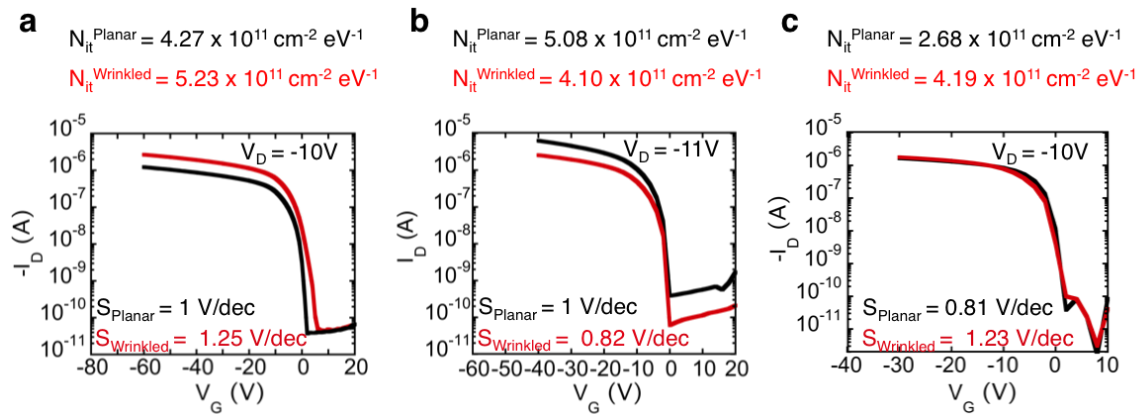 a
N_it^Planar = 4.27 x 10^11 cm^-2 eV^-1
N_it^Wrinkled = 5.23 x 10^11 cm^-2 eV^-1
10^-5
10^-6
10^-7
10^-8
10^-9
10^-10
10^-11
-I_D (A)
V_D = -10V
S_Planar = 1 V/dec
S_Wrinkled = 1.25 V/dec
-80 -60 -40 -20 0 20
V_G (V)
b
N_it^Planar = 5.08 x 10^11 cm^-2 eV^-1
N_it^Wrinkled = 4.10 x 10^11 cm^-2 eV^-1
10^-5
10^-6
10^-7
10^-8
10^-9
10^-10
10^-11
I_D (A)
V_D = -11V
S_Planar = 1 V/dec
S_Wrinkled = 0.82 V/dec
-60 -50 -40 -30 -20 -10 0 10 20
V_G (V)
c
N_it^Planar = 2.68 x 10^11 cm^-2 eV^-1
N_it^Wrinkled = 4.19 x 10^11 cm^-2 eV^-1
10^-5
10^-6
10^-7
10^-8
10^-9
10^-10
10^-11
-I_D (A)
V_D = -10V
S_Planar = 0.81 V/dec
S_Wrinkled = 1.23 V/dec
-40 -30 -20 -10 0 10
V_G (V)